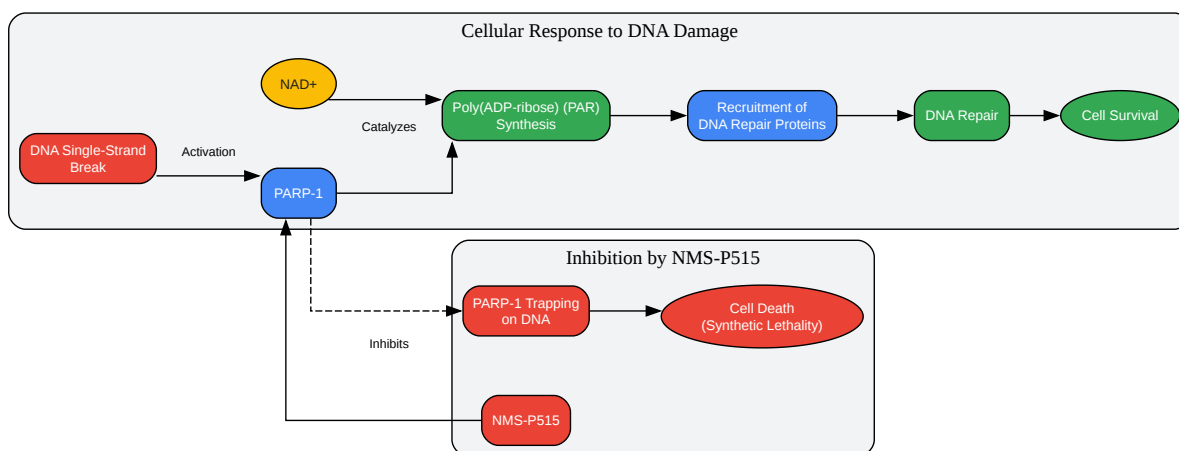 Cellular Response to DNA Damage
NAD+
Catalyzes
Poly(ADP-ribose) (PAR)
Synthesis
Recruitment of
DNA Repair Proteins
DNA Repair
Cell Survival
DNA Single-Strand
Break
Activation
PARP-1
Inhibition by NMS-P515
PARP-1 Trapping
on DNA
Cell Death
(Synthetic Lethality)
Inhibits
NMS-P515